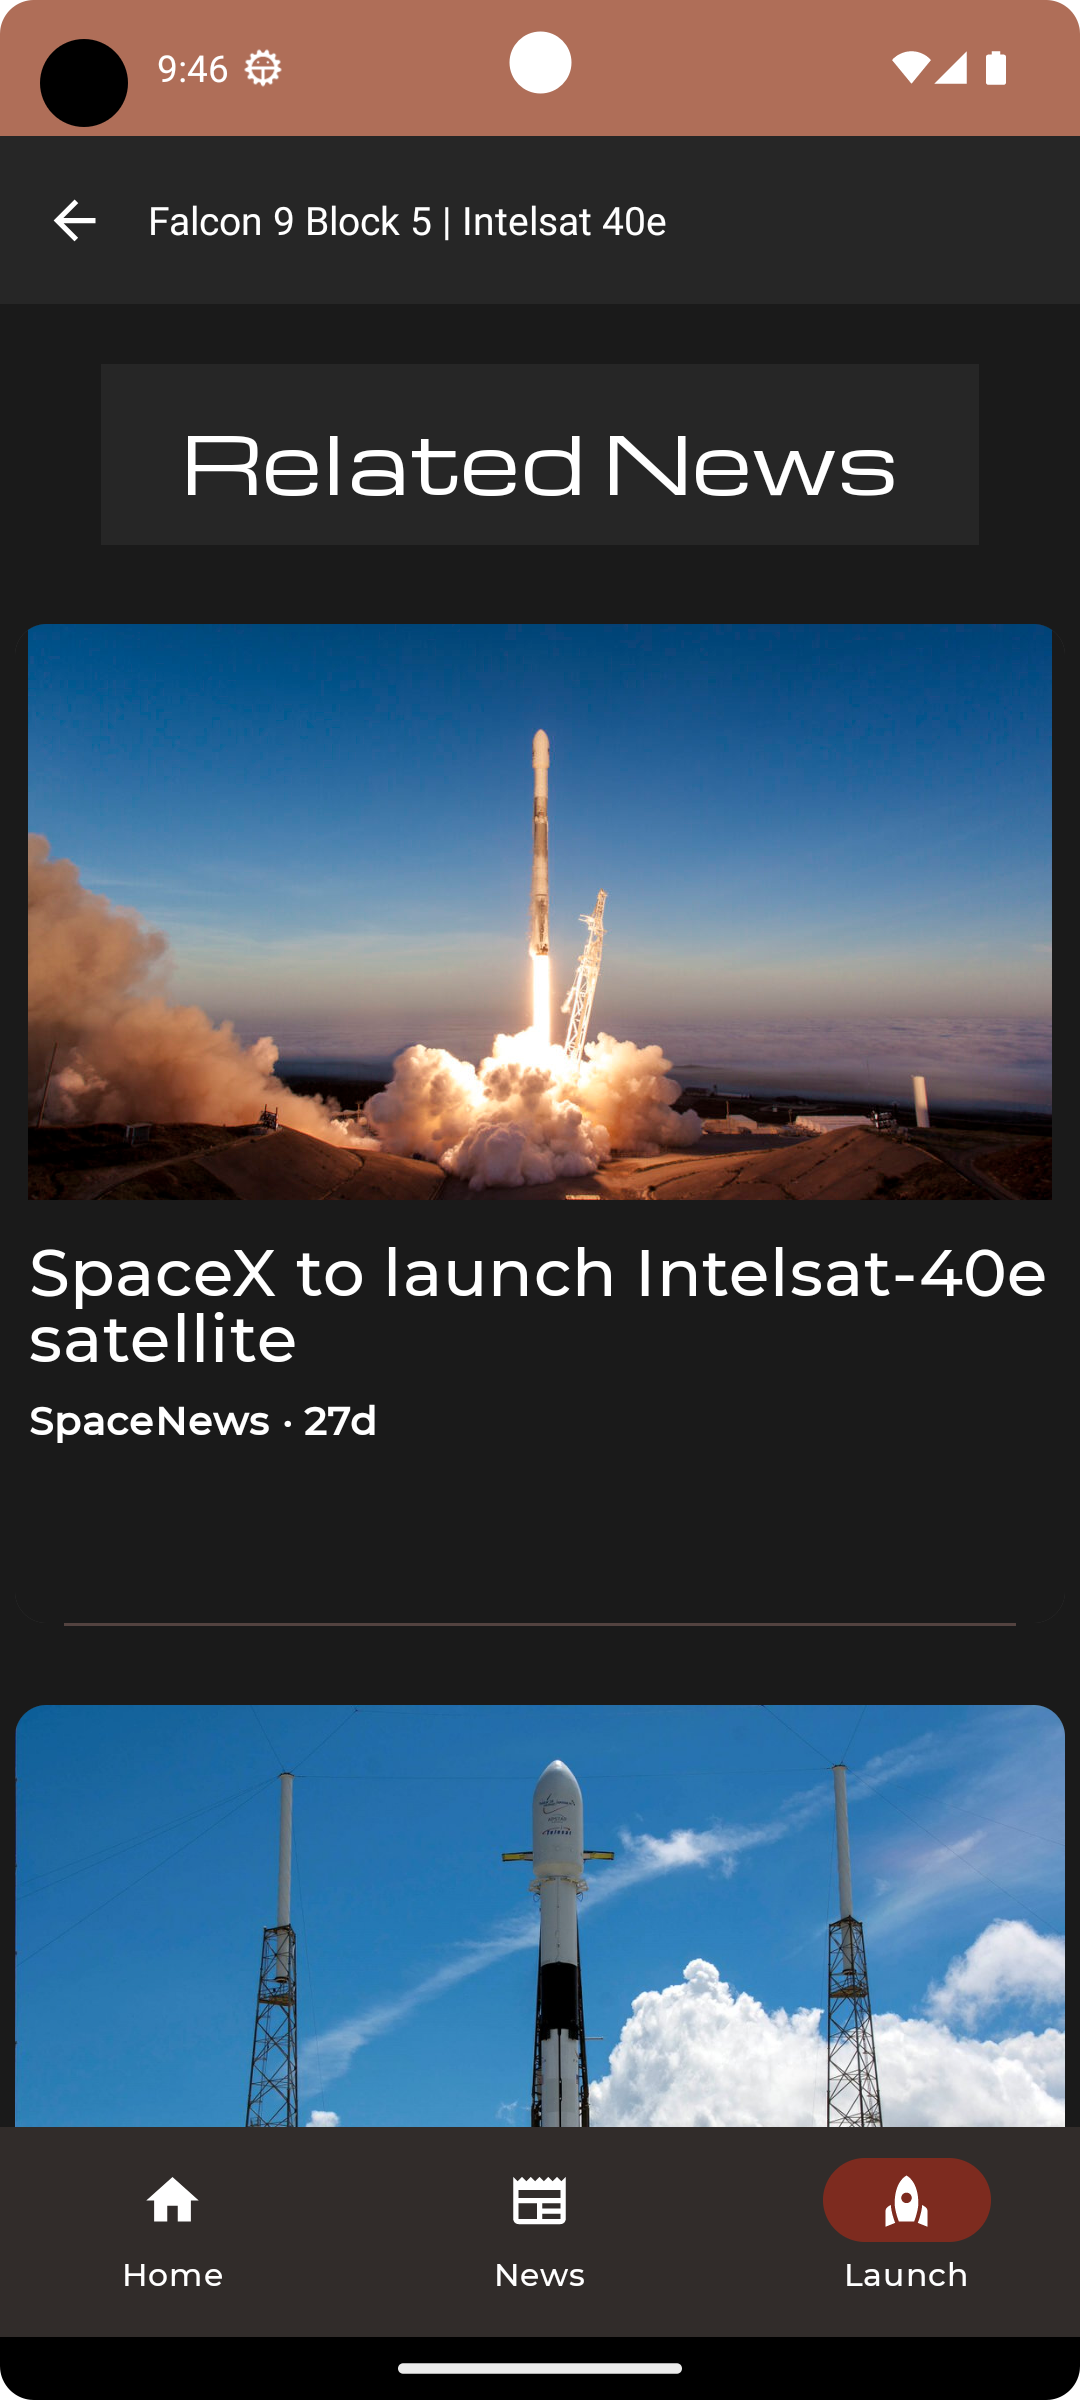 9:46
Falcon 9 Block 5 | Intelsat 40e
Related News
SpaceX to launch Intelsat-40e
satellite
SpaceNews · 27d
Telesat
Home
News
Launch